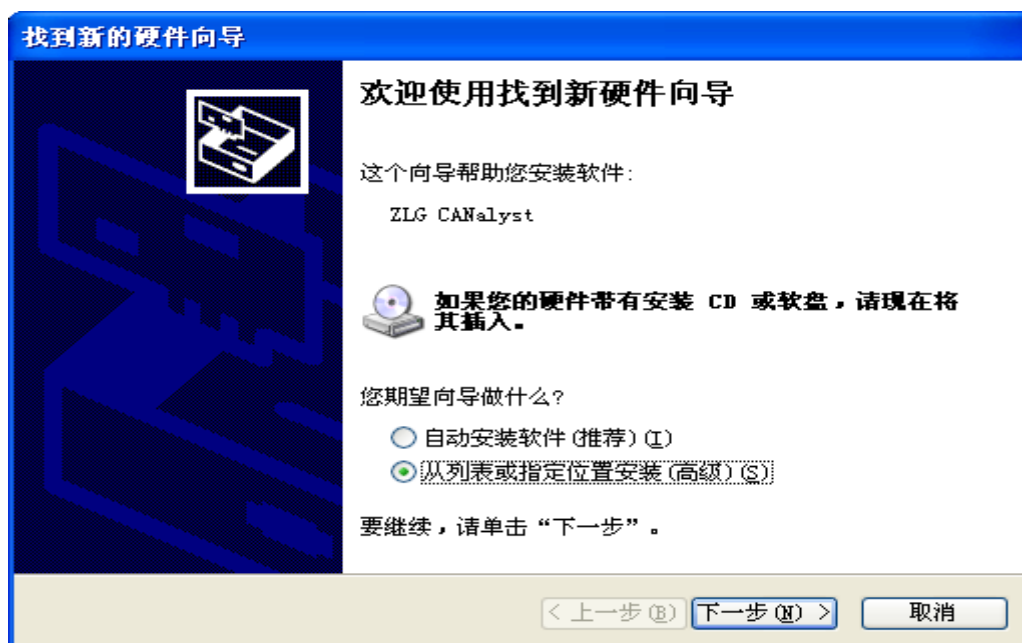 找到新的硬件向导
欢迎使用找到新硬件向导
这个向导帮助您安装软件:
ZLG CANalyst
如果您的硬件带有安装 CD 或软盘，请现在将
其插入。
您期望向导做什么?
自动安装软件(推荐)(I)
从列表或指定位置安装(高级)(S)
要继续，请单击“下一步”。
< 上一步(B) 下一步(N) > 取消